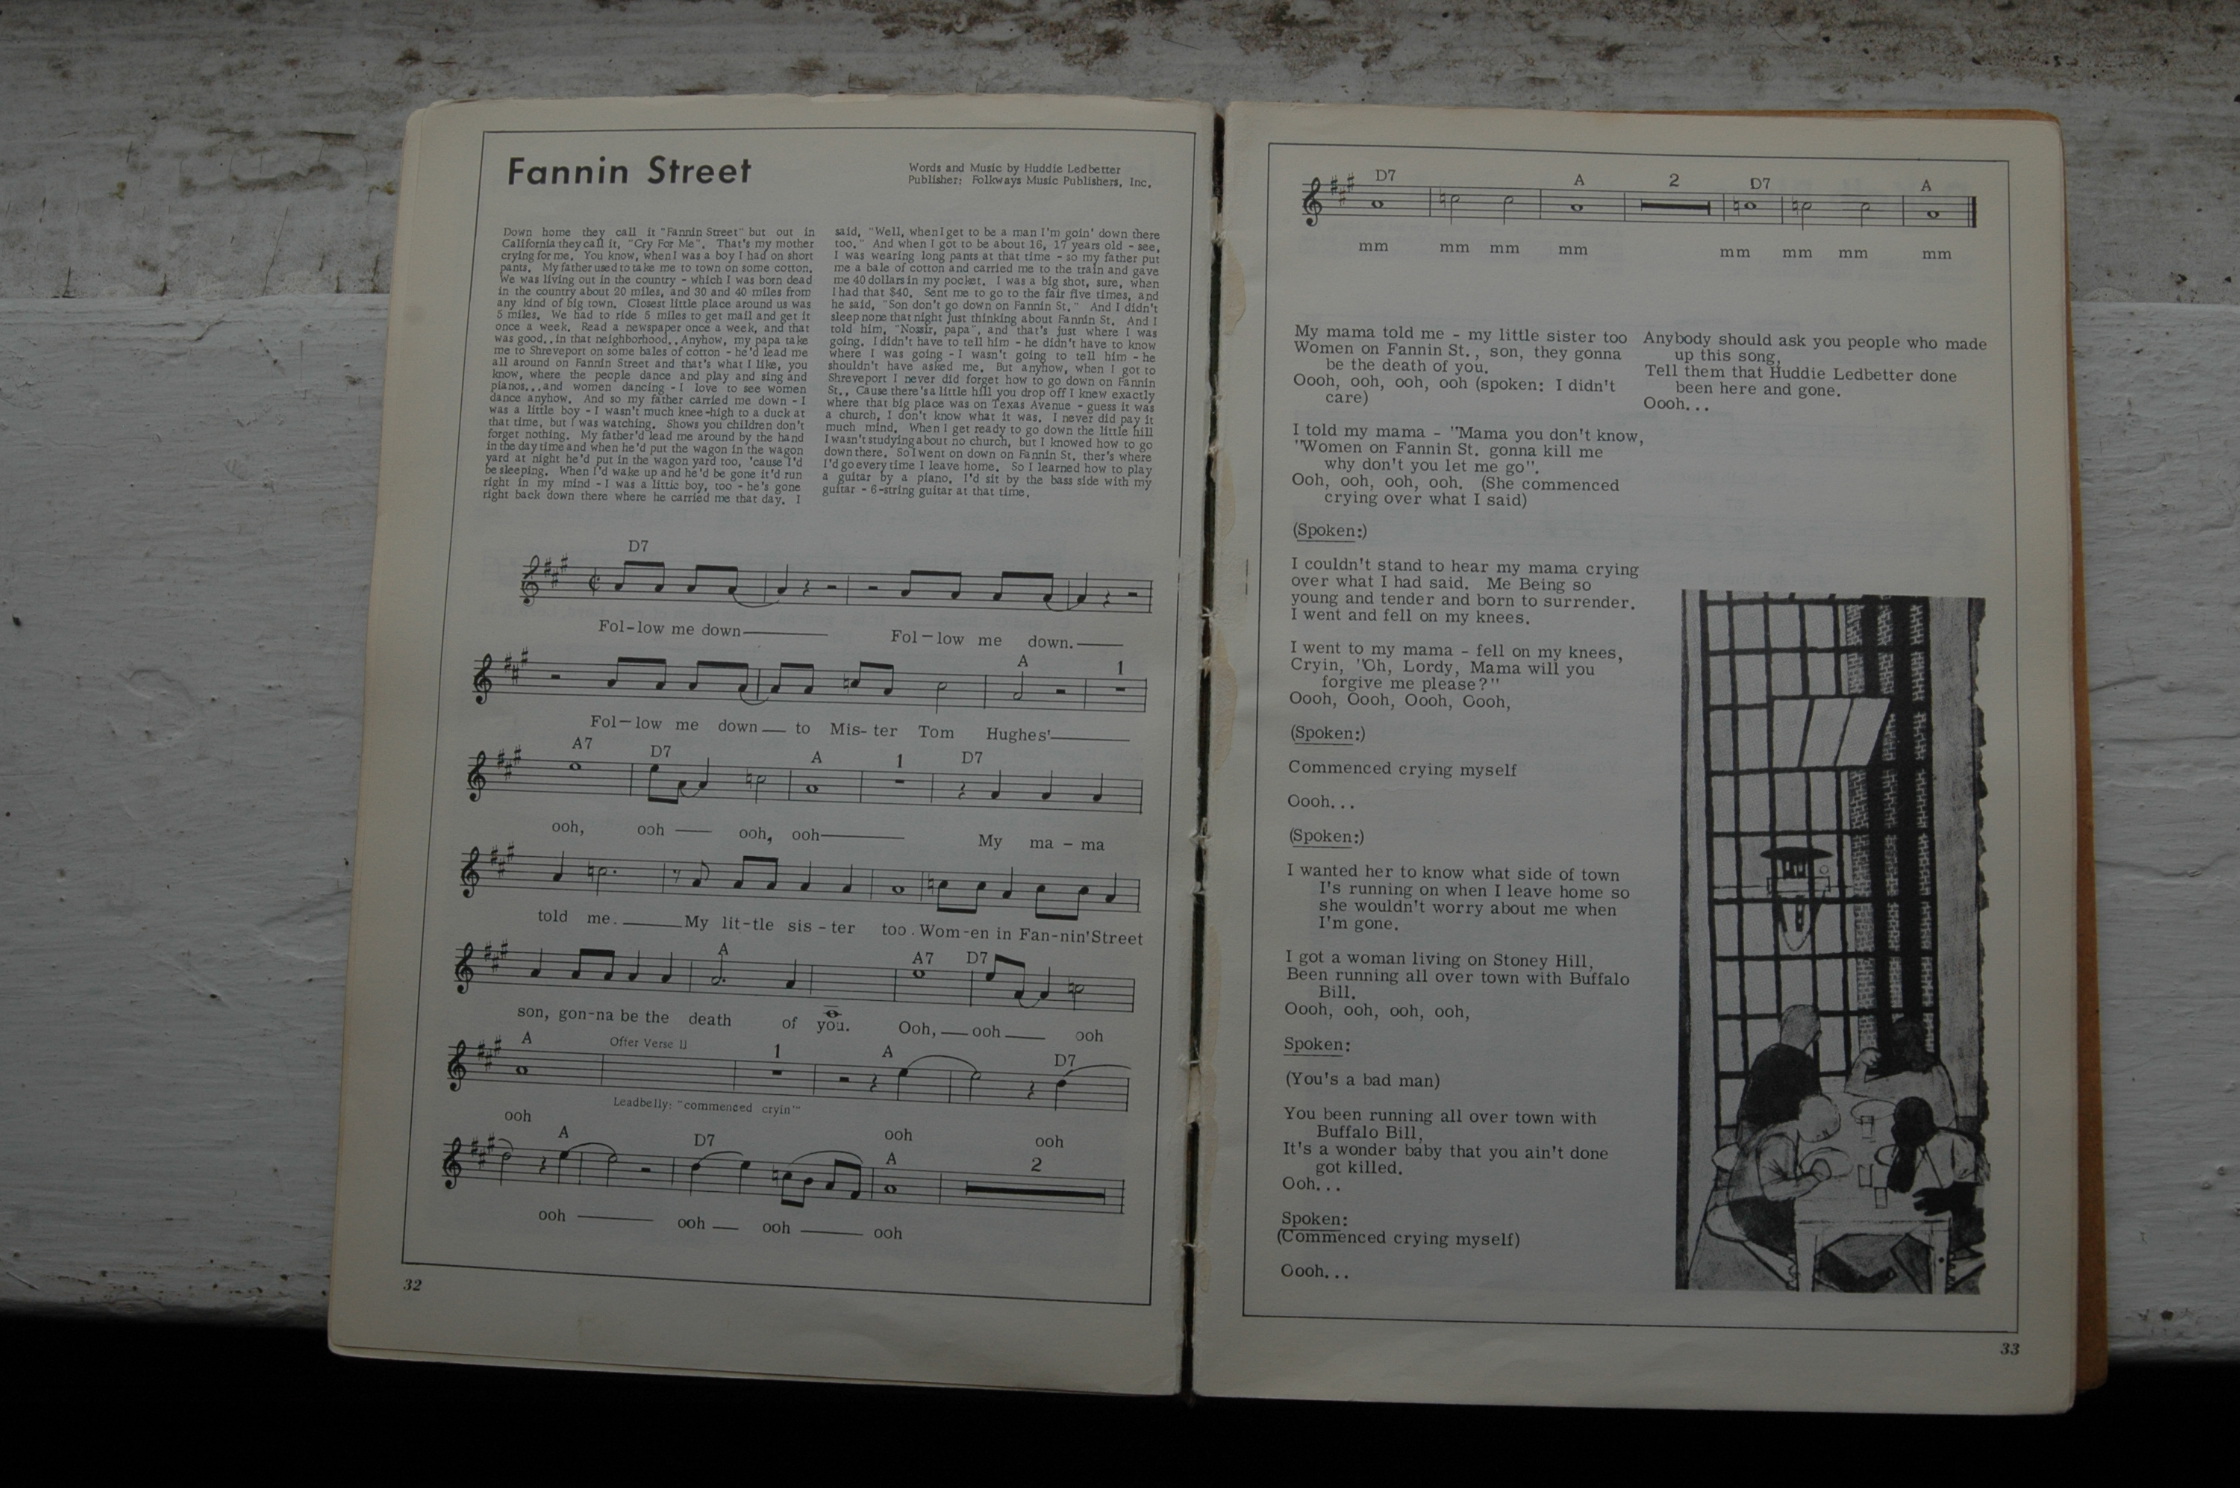 Fannin Street
Words and Music by Huddie Ledbetter
Publisher: Folkways Music Publishers, Inc.
Down home they call it "Fannin Street" but out in
California they call it, "Cry For Me". That's my mother
crying for me. You know, when I was a boy I had on short
pants. My father used to take me to town on some cotton.
We was living out in the country - which I was born dead
in the country about 20 miles, and 30 and 40 miles from
any kind of big town. Closest little place around us was
5 miles. We had to ride 5 miles to get mail and get it
once a week. Read a newspaper once a week, and that
was good..in that neighborhood...Anyhow, my papa take
me to Shreveport on some bales of cotton - he'd lead me
all around on Fannin Street and that's what I like, you
know, where the people dance and play and sing and
pianos...and women dancing - I love to see women
dance anyhow. And so my father carried me down - I
was a little boy - I wasn't much knee-high to a duck at
that time, but I was watching. Shows you children don't
forget nothing. My father'd lead me around by the hand
in the daytime and when he'd put the wagon in the wagon
yard at night he'd put in the wagon yard too, 'cause I'd
be sleeping. When I'd wake up and he'd be gone it'd run
right in my mind - I was a little boy, too - he's gone
right back down there where he carried me that day. I
said, "Well, when I get to be a man I'm goin' down there
too." And when I got to be about 16, 17 years old - see,
I was wearing long pants at that time - so my father put
me a bale of cotton and carried me to the train and gave
me 40 dollars in my pocket. I was a big shot, sure, when
I had that $40. Sent me to go to the fair five times, and
he said, "Son don't go down on Fannin St." And I didn't
sleep none that night just thinking about Fannin St. And I
told him, "Nosir, papa", and that's just where I was
going. I didn't have to tell him - he didn't have to know
where I was going - I wasn't going to tell him - he
shouldn't have asked me. But anyhow, when I got to
Shreveport I never did forget how to go down on Fannin
St.. Cause there's a little hill you drop off I knew exactly
where that big place was on Texas Avenue - guess it was
a church, I don't know what it was. I never did pay it
much mind. When I get ready to go down the little hill
I wasn't studying about no church, but I knowed how to go
down there. So I went on down on Fannin St. ther's where
I'd go everytime I leave home. So I learned how to play
a guitar by a piano, I'd sit by the bass side with my
guitar - 6-string guitar at that time.
D7
Fol-low me down Fol-low me down.
A 1
Fol-low me down to Mis-ter Tom Hughes'
A7 D7 A 1 D7
ooh, ooh ooh, ooh My ma - ma
told me. My lit-tle sis-ter too. Wom-en in Fan-nin' Street
A A7 D7
son, gon-na be the death of you. Ooh, ooh ooh
A Offer Verse 11 1 A D7
Leadbelly: "commenced cryin'"
ooh ooh ooh
A D7 A 2
ooh ooh ooh ooh ooh
32
D7 A 2 D7 A
mm mm mm mm mm mm mm mm
My mama told me - my little sister too
Women on Fannin St., son, they gonna
be the death of you.
Oooh, ooh, ooh, ooh (spoken: I didn't
care)
I told my mama - "Mama you don't know,
"Women on Fannin St. gonna kill me
why don't you let me go".
Ooh, ooh, ooh, ooh, ooh. (She commenced
crying over what I said)
(Spoken:)
I couldn't stand to hear my mama crying
over what I had said. Me Being so
young and tender and born to surrender.
I went and fell on my knees.
I went to my mama - fell on my knees,
Cryin, "Oh, Lordy, Mama will you
forgive me please?"
Oooh, Oooh, Oooh, Oooh, Oooh,
(Spoken:)
Commenced crying myself
Oooh...
(Spoken:)
I wanted her to know what side of town
I's running on when I leave home so
she wouldn't worry about me when
I'm gone.
I got a woman living on Stoney Hill,
Been running all over town with Buffalo
Bill.
Oooh, ooh, ooh, ooh, ooh,
Spoken:
(You's a bad man)
You been running all over town with
Buffalo Bill,
It's a wonder baby that you ain't done
got killed.
Ooh...
Spoken:
(Commenced crying myself)
Oooh...
Anybody should ask you people who made
up this song,
Tell them that Huddie Ledbetter done
been here and gone.
Oooh...
33